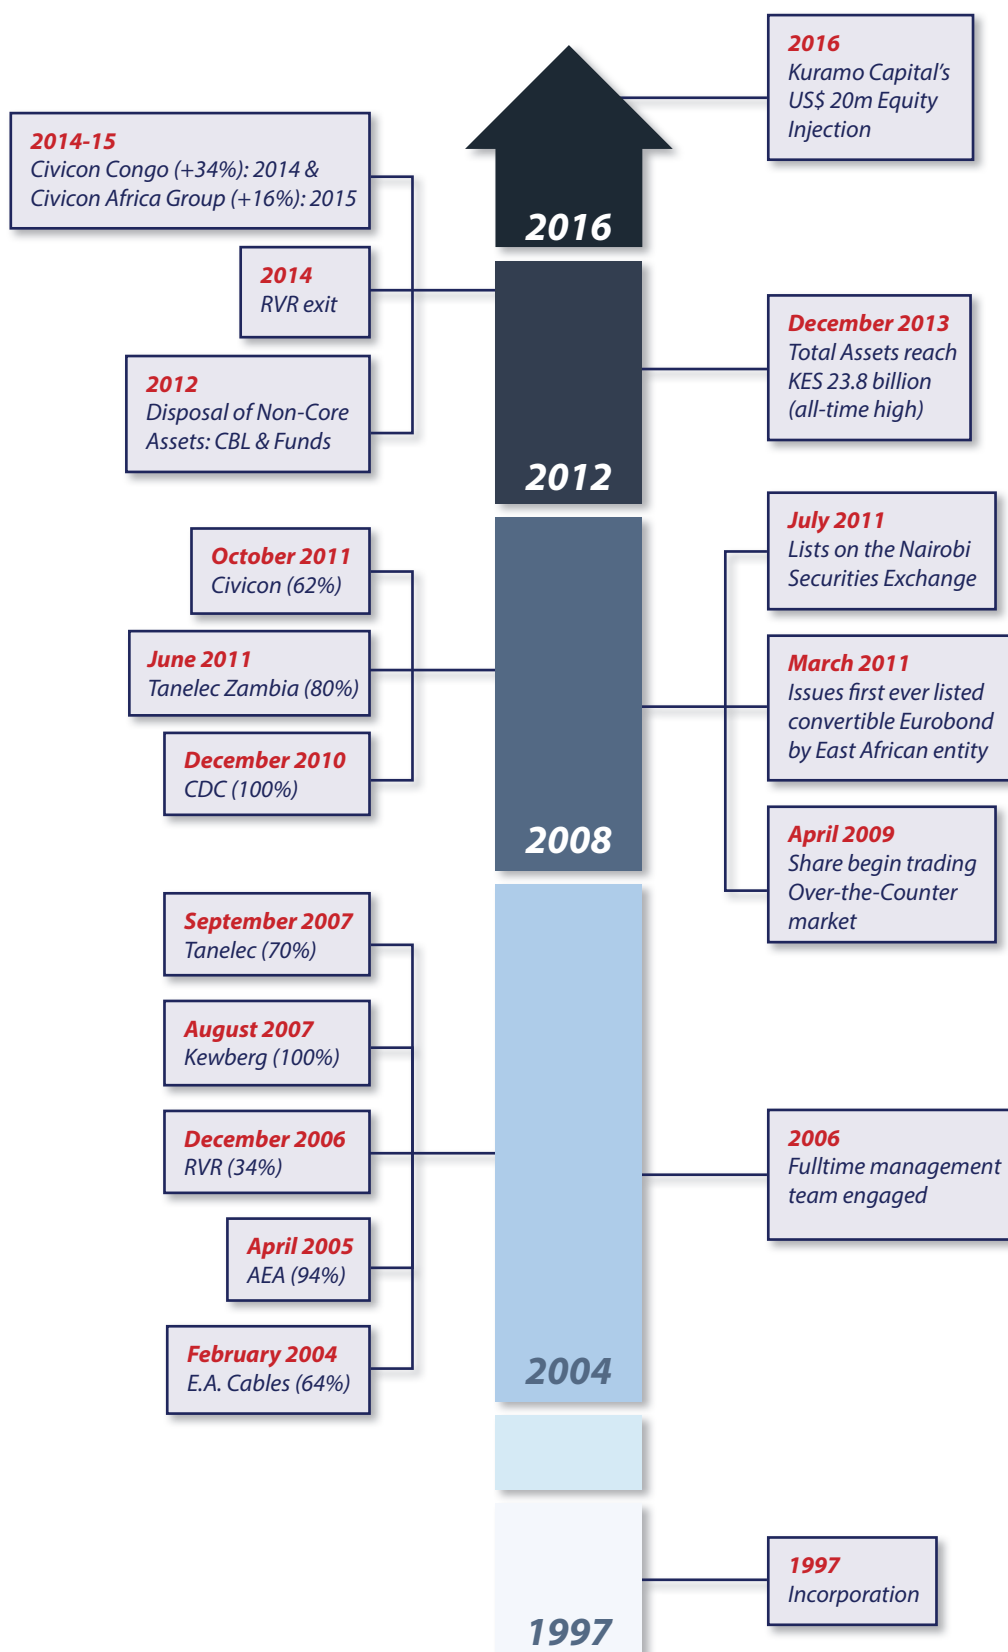 2016
Kuramo Capital's
US$ 20m Equity
Injection
2014-15
Civicon Congo (+34%): 2014 &
Civicon Africa Group (+16%): 2015
2016
2014
RVR exit
December 2013
Total Assets reach
KES 23.8 billion
(all-time high)
2012
Disposal of Non-Core
Assets: CBL & Funds
2012
July 2011
Lists on the Nairobi
Securities Exchange
October 2011
Civicon (62%)
June 2011
Tanelec Zambia (80%)
March 2011
Issues first ever listed
convertible Eurobond
by East African entity
December 2010
CDC (100%)
2008
April 2009
Share begin trading
Over-the-Counter
market
September 2007
Tanelec (70%)
August 2007
Kewberg (100%)
December 2006
RVR (34%)
2006
Fulltime management
team engaged
April 2005
AEA (94%)
February 2004
E.A. Cables (64%)
2004
1997
Incorporation
1997